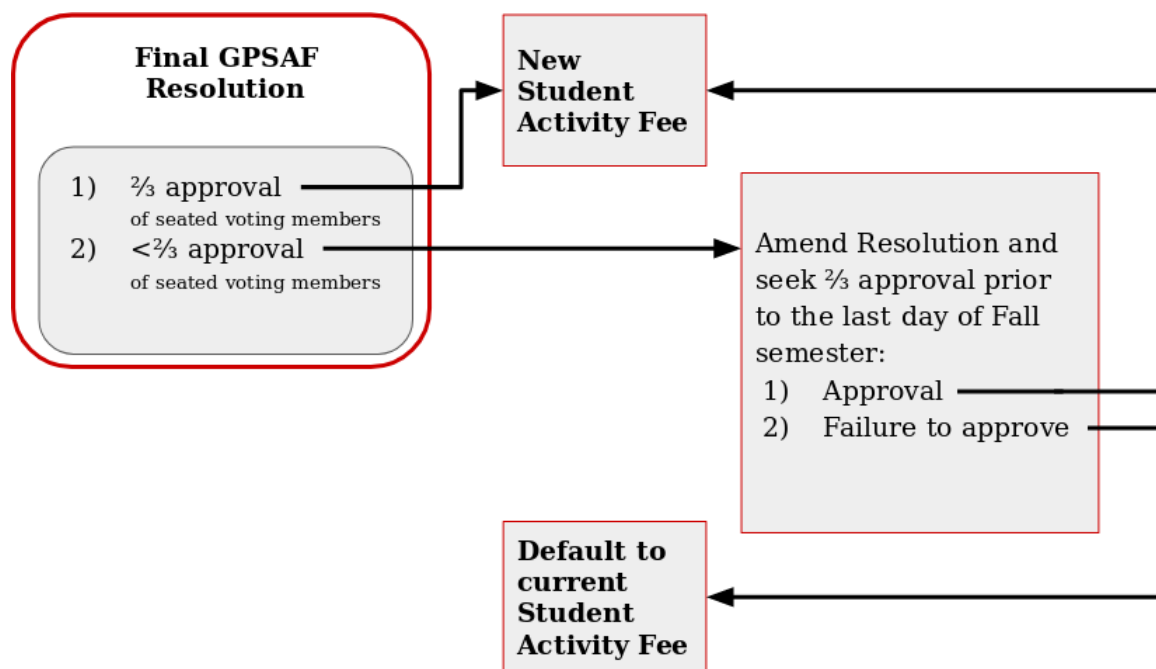 Final GPSAF
Resolution
1) ⅔ approval
of seated voting members
2) <⅔ approval
of seated voting members
New
Student
Activity Fee
Amend Resolution and
seek ⅔ approval prior
to the last day of Fall
semester:
1) Approval
2) Failure to approve
Default to
current
Student
Activity Fee